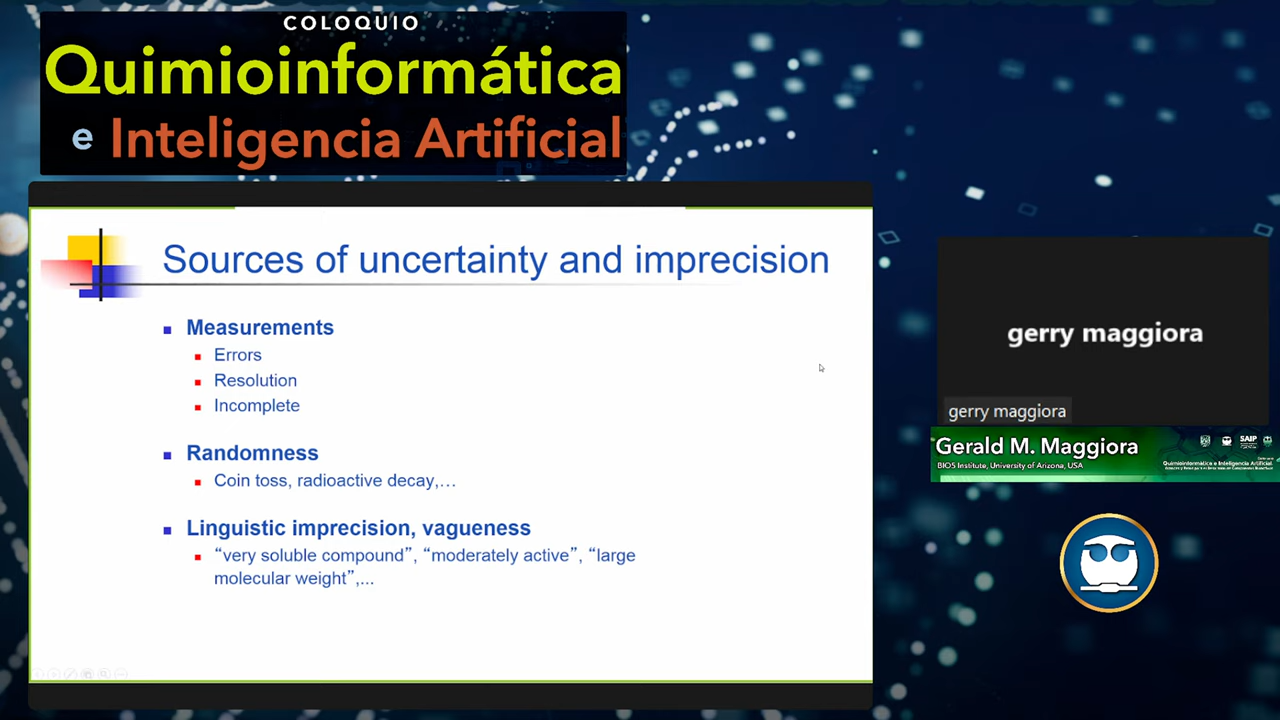 COLOQUIO
Quimioinformática
e Inteligencia Artificial
Sources of uncertainty and imprecision
Measurements
Errors
Resolution
Incomplete
Randomness
Coin toss, radioactive decay,…
Linguistic imprecision, vagueness
“very soluble compound”, “moderately active”, “large
molecular weight”,...
gerry maggiora
gerry maggiora
Gerald M. Maggiora
BIO5 Institute, University of Arizona, USA
SAIP
Quimioinformática e Inteligencia Artificial